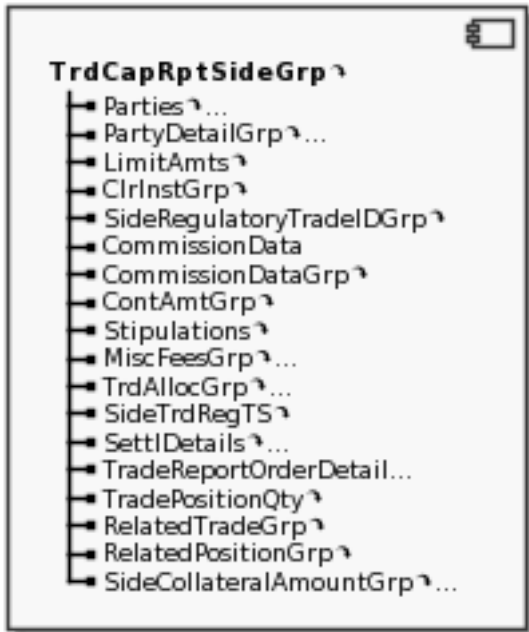 TrdCapRptSideGrp
Parties...
PartyDetailGrp...
LimitAmts
ClrInstGrp
SideRegulatoryTradeIDGrp
CommissionData
CommissionDataGrp
ContAmtGrp
Stipulations
MiscFeesGrp...
TrdAllocGrp...
SideTrdRegTS
SettlDetails...
TradeReportOrderDetail...
TradePositionQty
RelatedTradeGrp
RelatedPositionGrp
SideCollateralAmountGrp...